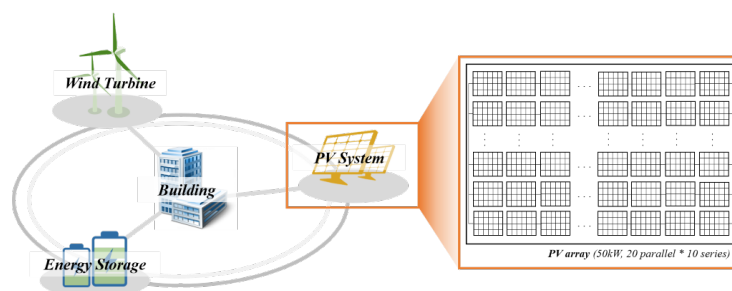 Wind Turbine
PV System
Building
Energy Storage
PV array (50kW, 20 parallel * 10 series)